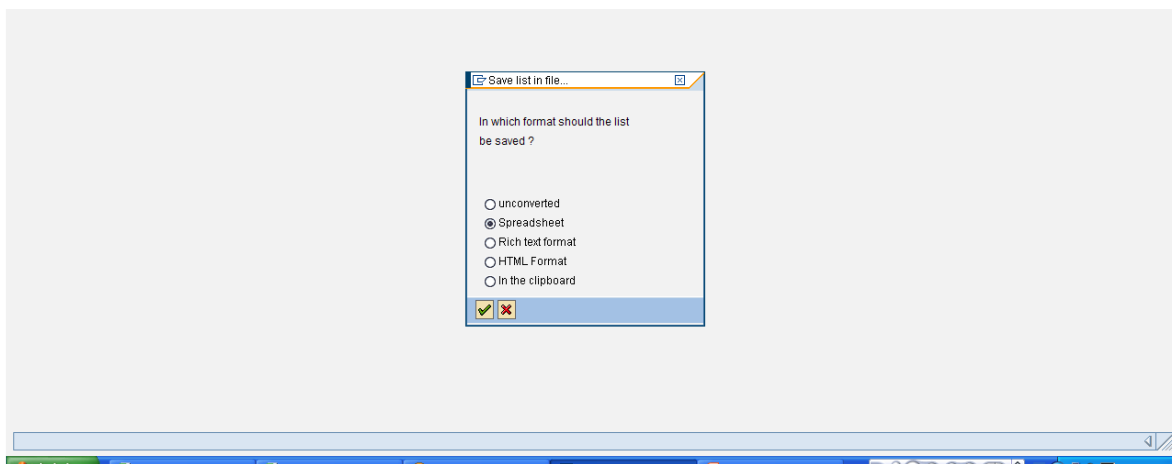 Save list in file...
In which format should the list
be saved ?
unconverted
Spreadsheet
Rich text format
HTML Format
In the clipboard